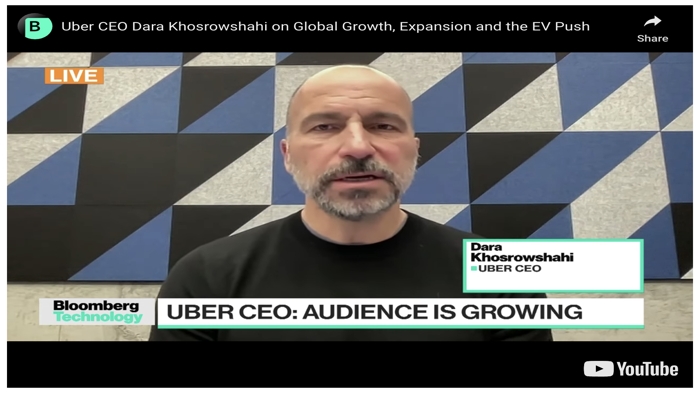 B
Uber CEO Dara Khosrowshahi on Global Growth, Expansion and the EV Push
Share
LIVE
Dara
Khosrowshahi
UBER CEO
Bloomberg
Technology
UBER CEO: AUDIENCE IS GROWING
YouTube